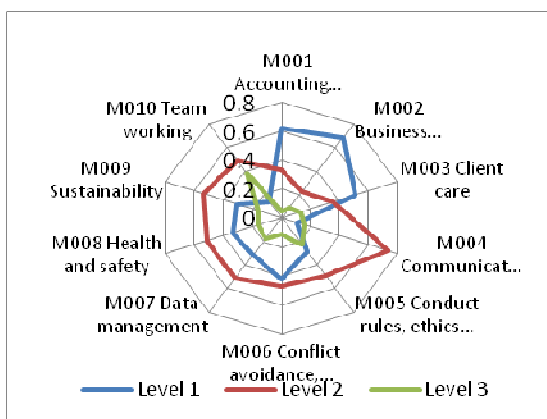 M001
Accounting...
0.8
0.6
0.4
0.2
0
M002
Business...
M003 Client
care
M004
Communicat...
M005 Conduct
rules, ethics...
M006 Conflict
avoidance,...
M007 Data
management
M008 Health
and safety
M009
Sustainability
M010 Team
working
Level 1 Level 2 Level 3